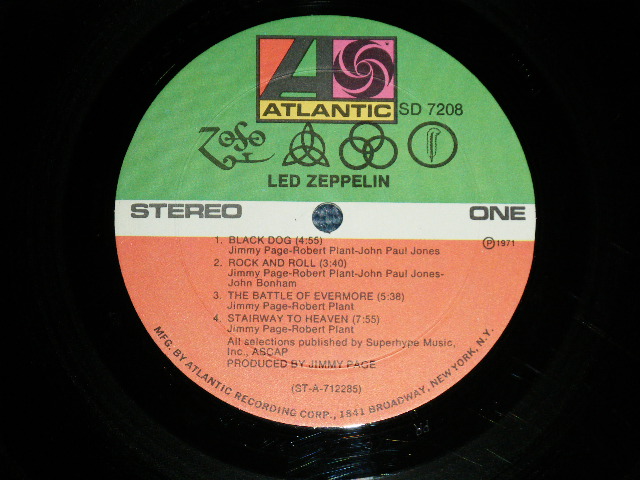 ATLANTIC
SD 7208
LED ZEPPELIN
STEREO
ONE
Ⓟ1971
1. BLACK DOG (4:55)
Jimmy Page-Robert Plant-John Paul Jones
2. ROCK AND ROLL (3:40)
Jimmy Page-Robert Plant-John Paul Jones-
John Bonham
3. THE BATTLE OF EVERMORE (5:38)
Jimmy Page-Robert Plant
4. STAIRWAY TO HEAVEN (7:55)
Jimmy Page-Robert Plant
All selections published by Superhype Music,
Inc., ASCAP
PRODUCED BY JIMMY PAGE
(ST-A-712285)
MFG. BY ATLANTIC RECORDING CORP., 1841 BROADWAY, NEW YORK, N.Y.